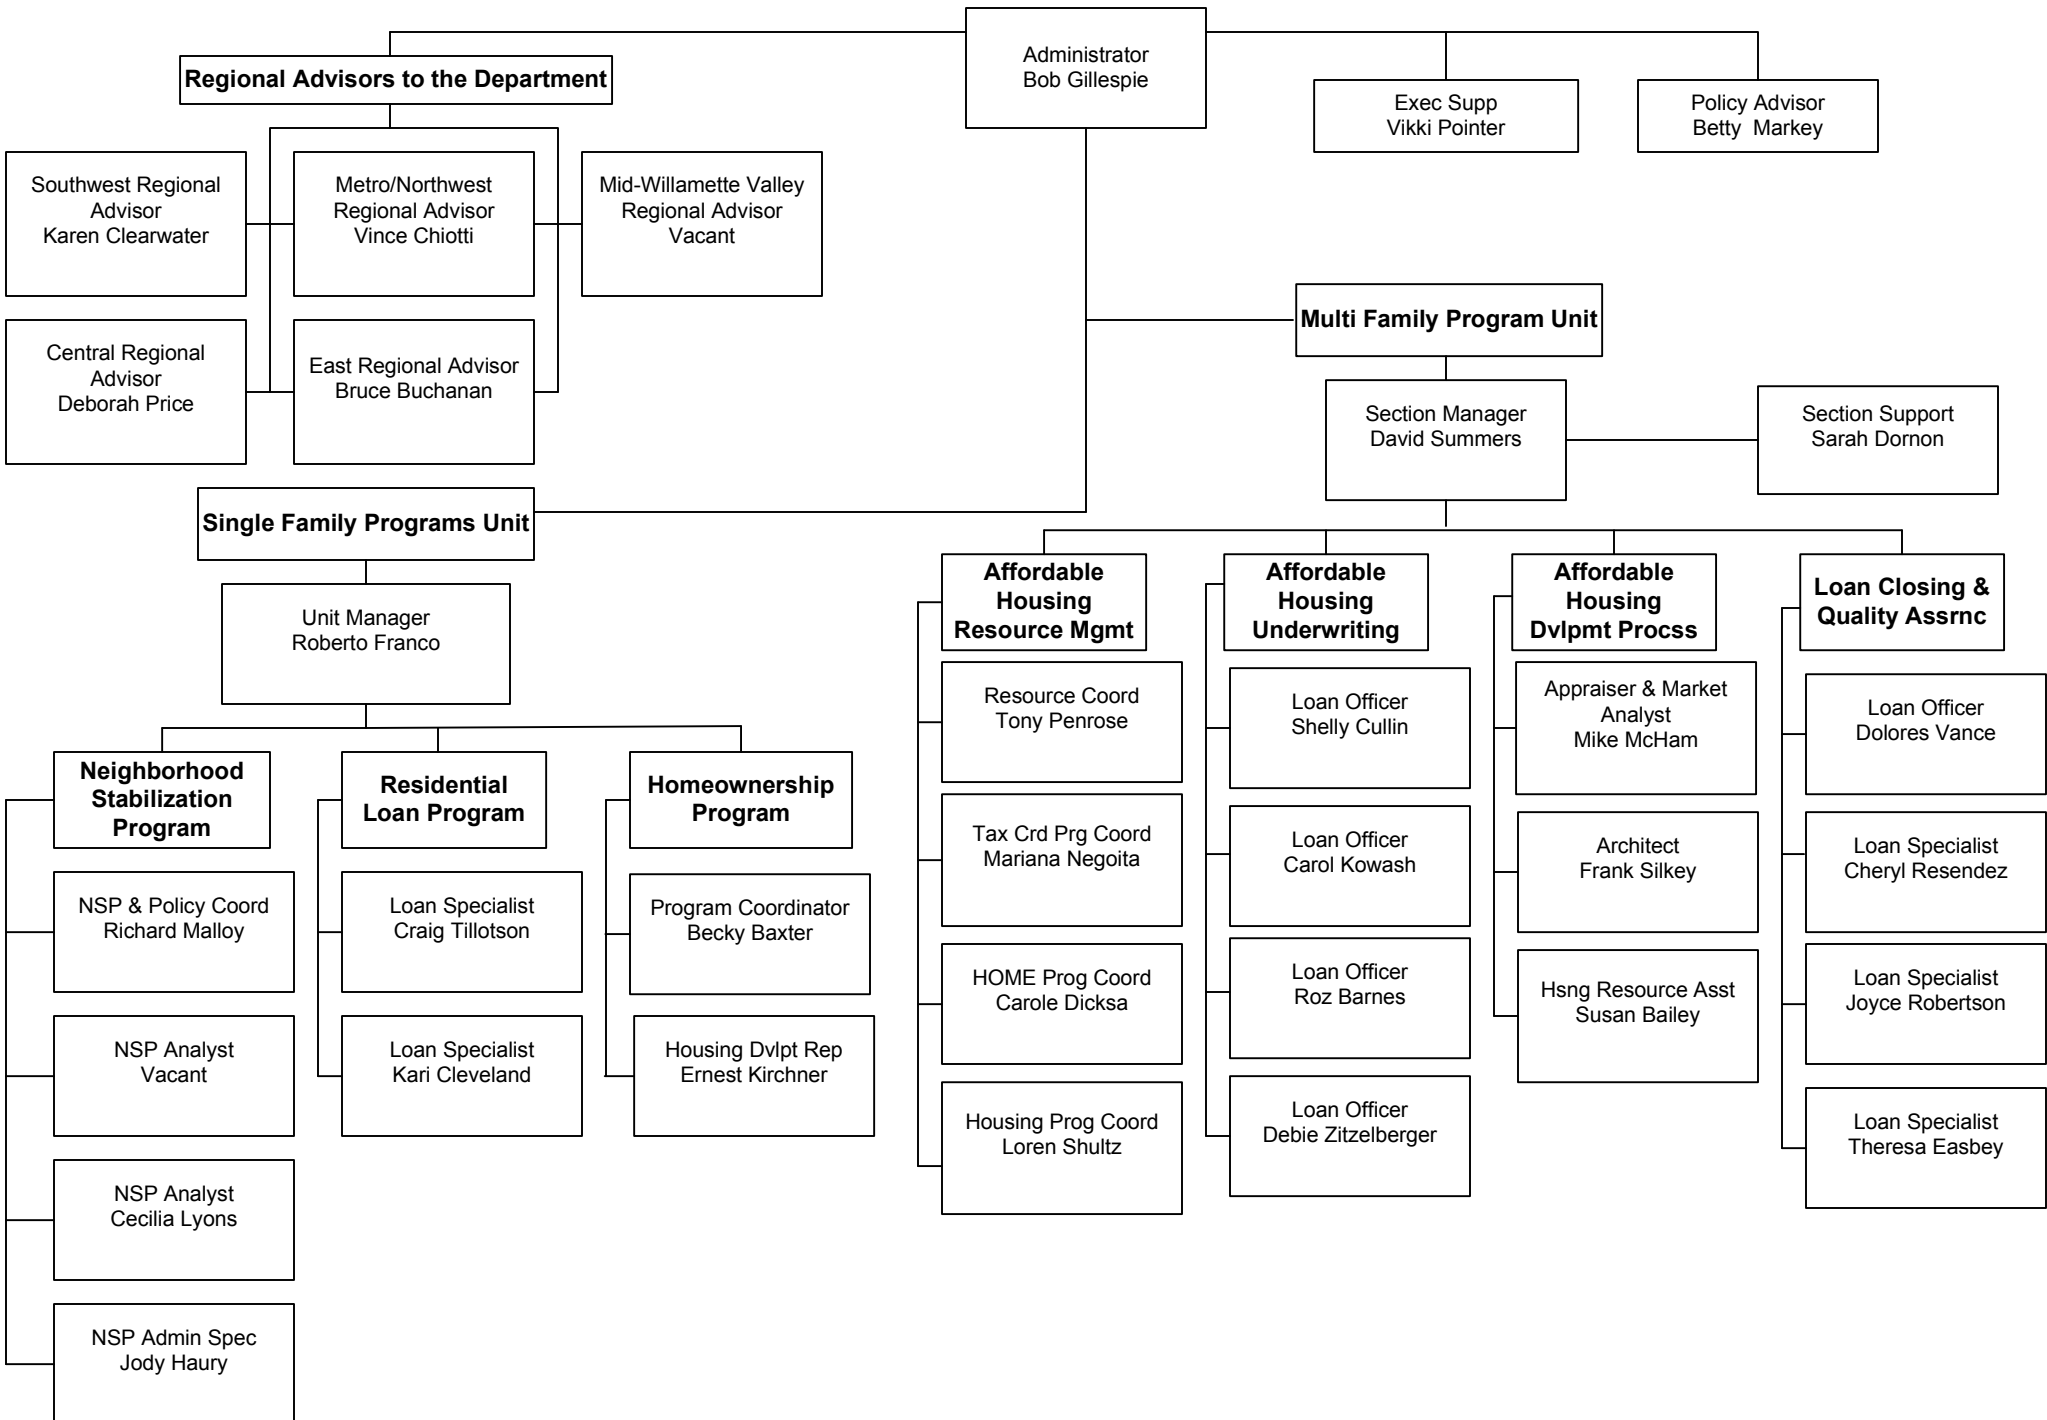 Administrator
Bob Gillespie
Regional Advisors to the Department
Exec Supp
Vikki Pointer
Policy Advisor
Betty Markey
Southwest Regional
Advisor
Karen Clearwater
Metro/Northwest
Regional Advisor
Vince Chiotti
Mid-Willamette Valley
Regional Advisor
Vacant
Central Regional
Advisor
Deborah Price
East Regional Advisor
Bruce Buchanan
Multi Family Program Unit
Section Manager
David Summers
Section Support
Sarah Dornon
Single Family Programs Unit
Unit Manager
Roberto Franco
Neighborhood
Stabilization
Program
NSP & Policy Coord
Richard Malloy
NSP Analyst
Vacant
NSP Analyst
Cecilia Lyons
NSP Admin Spec
Jody Haury
Residential
Loan Program
Loan Specialist
Craig Tillotson
Loan Specialist
Kari Cleveland
Homeownership
Program
Program Coordinator
Becky Baxter
Housing Dvlpt Rep
Ernest Kirchner
Affordable
Housing
Resource Mgmt
Resource Coord
Tony Penrose
Tax Crd Prg Coord
Mariana Negoita
HOME Prog Coord
Carole Dicksa
Housing Prog Coord
Loren Shultz
Affordable
Housing
Underwriting
Loan Officer
Shelly Cullin
Loan Officer
Carol Kowash
Loan Officer
Roz Barnes
Loan Officer
Debie Zitzelberger
Affordable
Housing
Dvlpmt Procss
Appraiser & Market
Analyst
Mike McHam
Architect
Frank Silkey
Hsng Resource Asst
Susan Bailey
Loan Closing &
Quality Assrnc
Loan Officer
Dolores Vance
Loan Specialist
Cheryl Resendez
Loan Specialist
Joyce Robertson
Loan Specialist
Theresa Easbey